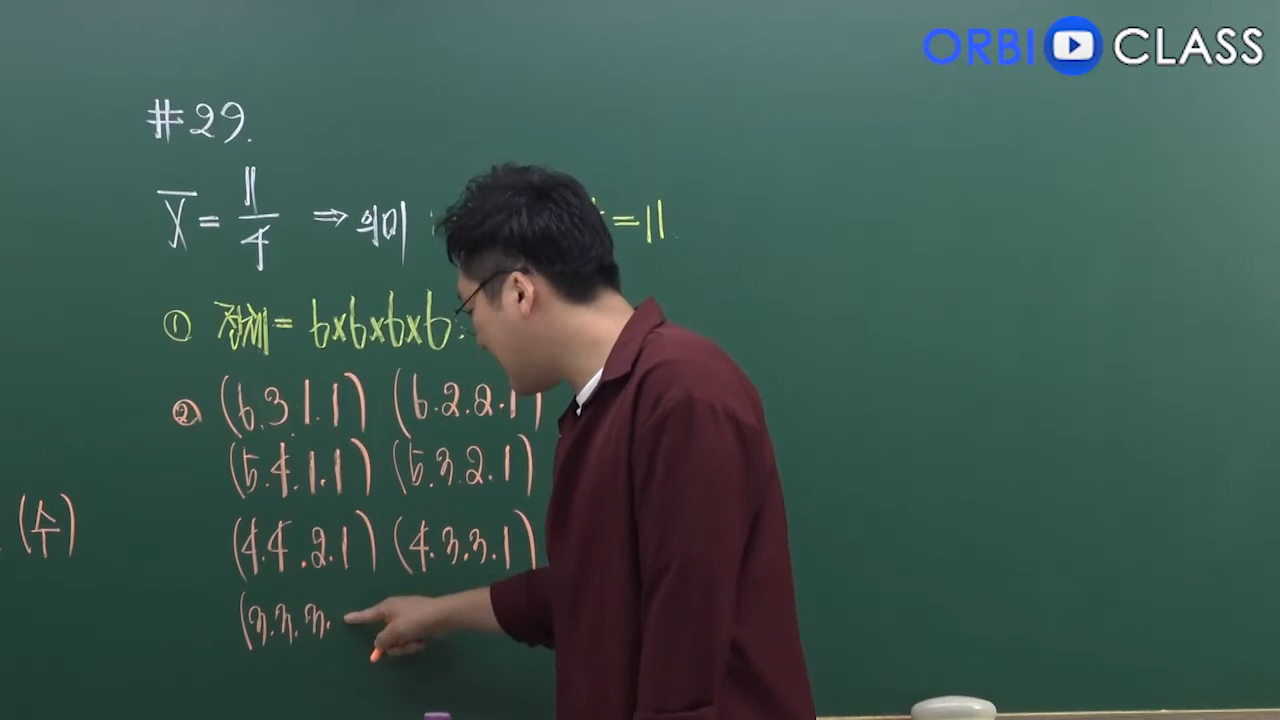 ORBI CLASS
#29.
X̄ = 11/4 ⇒ 의미 : = 11.
① 전체 = 6×6×6×6.
② (6.3.1.1) (6.2.2.1)
(5.4.1.1) (5.3.2.1)
(4.4.2.1) (4.3.3.1)
(수)
(3.3.3.